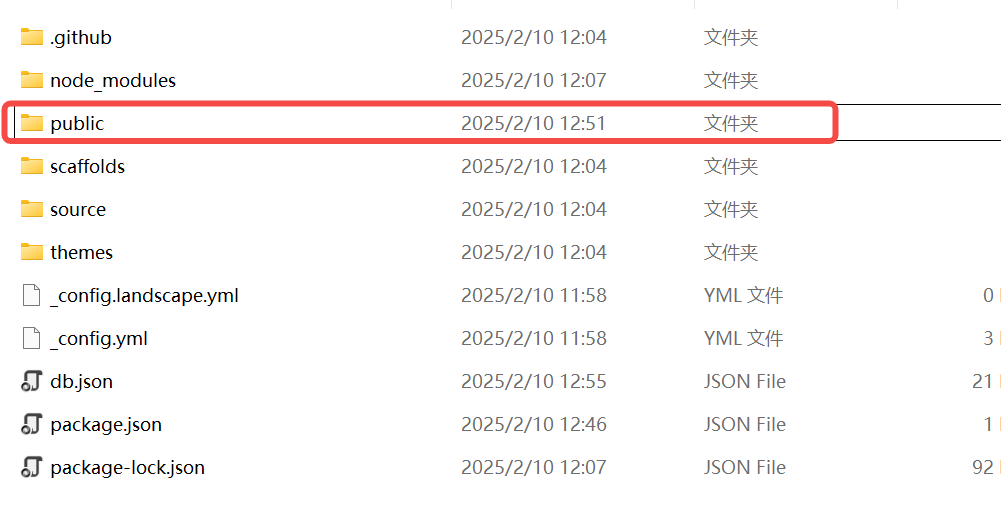 .github 2025/2/10 12:04 文件夹
node_modules 2025/2/10 12:07 文件夹
public 2025/2/10 12:51 文件夹
scaffolds 2025/2/10 12:04 文件夹
source 2025/2/10 12:04 文件夹
themes 2025/2/10 12:04 文件夹
_config.landscape.yml 2025/2/10 11:58 YML 文件 0
_config.yml 2025/2/10 11:58 YML 文件 3
db.json 2025/2/10 12:55 JSON File 21
package.json 2025/2/10 12:46 JSON File 1
package-lock.json 2025/2/10 12:07 JSON File 92